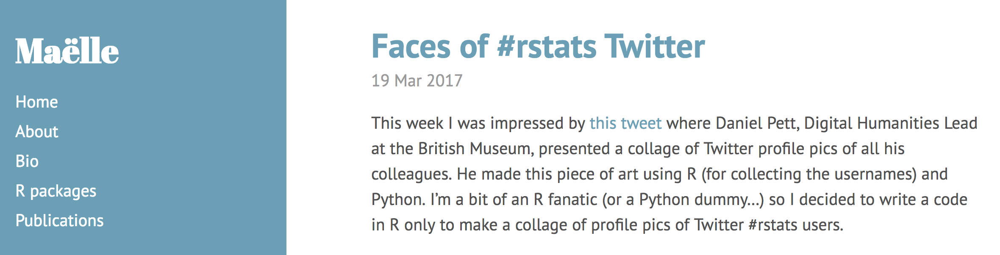 Maëlle
Home
About
Bio
R packages
Publications
Faces of #rstats Twitter
19 Mar 2017
This week I was impressed by this tweet where Daniel Pett, Digital Humanities Lead
at the British Museum, presented a collage of Twitter profile pics of all his
colleagues. He made this piece of art using R (for collecting the usernames) and
Python. I’m a bit of an R fanatic (or a Python dummy…) so I decided to write a code
in R only to make a collage of profile pics of Twitter #rstats users.